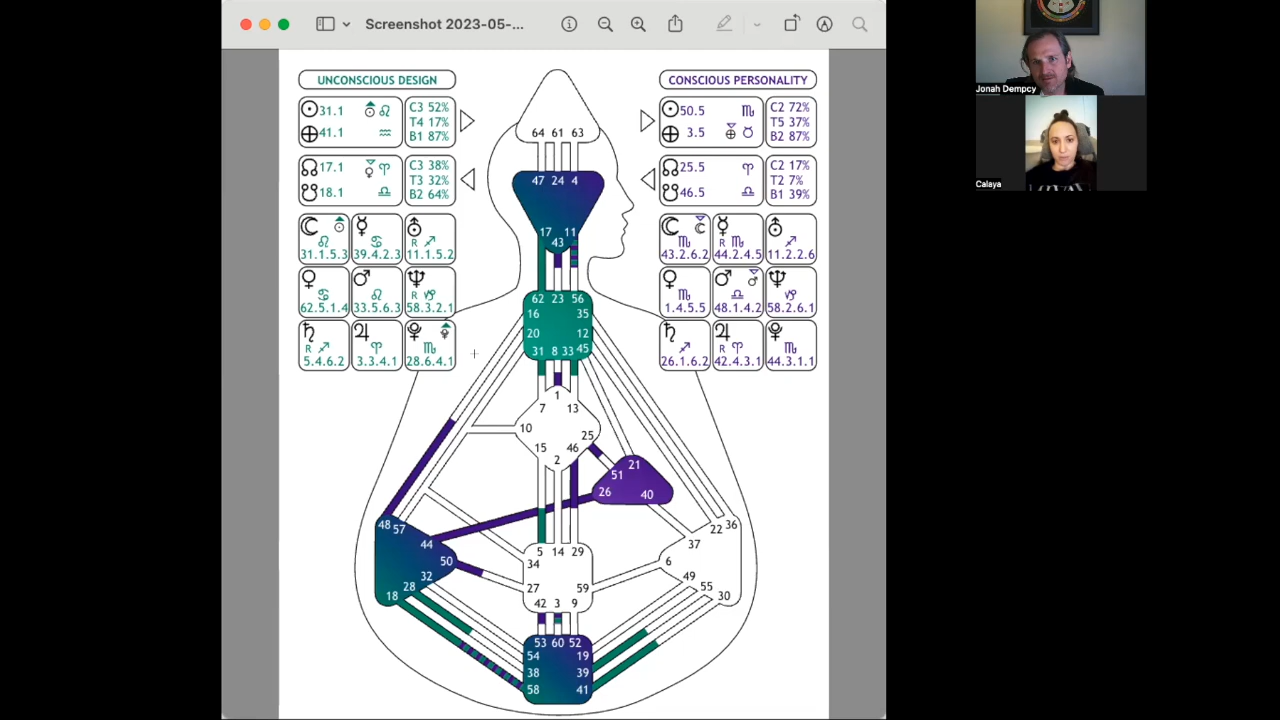 Screenshot 2023-05-...
UNCONSCIOUS DESIGN
CONSCIOUS PERSONALITY
31.1
41.1
C3 52%
T4 17%
B1 87%
50.5
3.5
C2 72%
T5 37%
B2 87%
17.1
18.1
C3 38%
T3 32%
B2 64%
25.5
46.5
C2 17%
T2 7%
B1 39%
31.1.5.3
39.4.2.3
R
11.1.5.2
43.2.6.2
R
44.2.4.5
11.2.2.6
62.5.1.4
33.5.6.3
R
58.3.2.1
1.4.5.5
48.1.4.2
58.2.6.1
R
5.4.6.2
3.3.4.1
28.6.4.1
26.1.6.2
R
42.4.3.1
44.3.1.1
64 61 63
47 24 4
17 11
43
62 23 56
16 35
20 12
31 8 33 45
1
7 13
10 25
15 46
2
21
51
26 40
48 57
44
50
32
28
18
5 14 29
34
27 59
42 3 9
36
22
37
6
49
55
30
53 60 52
54 19
38 39
58 41
Jonah Dempcy
Calaya